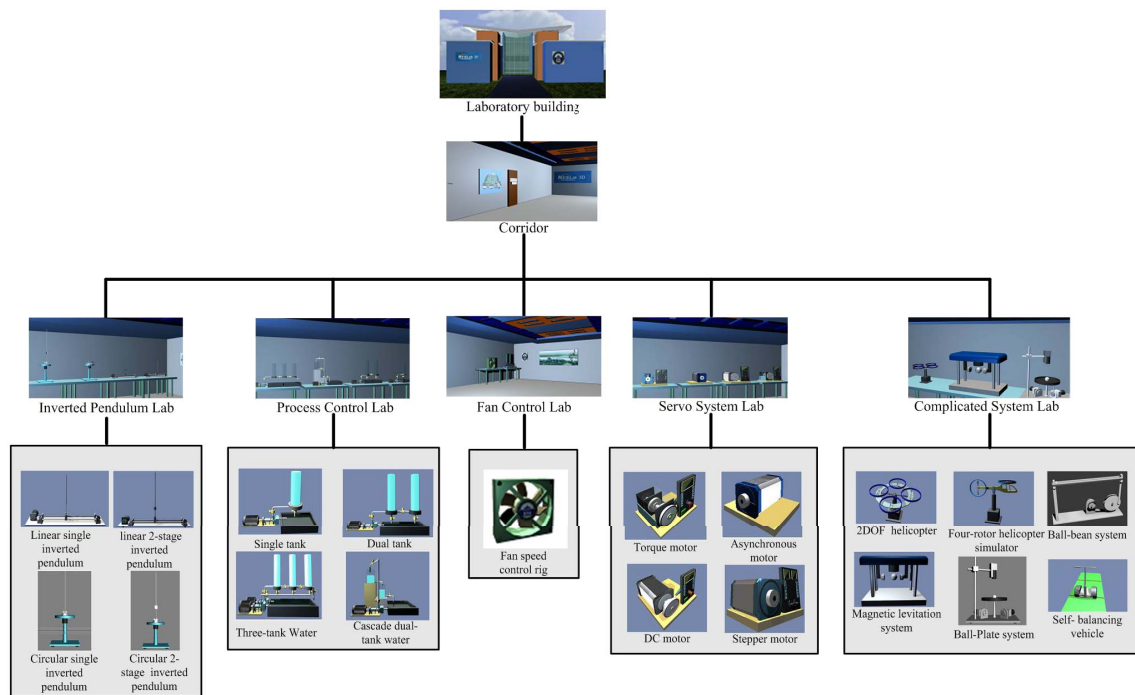 Laboratory building
Corridor
Inverted Pendulum Lab
Process Control Lab
Fan Control Lab
Servo System Lab
Complicated System Lab
Linear single
inverted
pendulum
linear 2-stage
inverted
pendulum
Circular single
inverted
pendulum
Circular 2-
stage inverted
pendulum
Single tank
Dual tank
Three-tank Water
Cascade dual-
tank water
Fan speed
control rig
Torque motor
Asynchronous
motor
DC motor
Stepper motor
2DOF helicopter
Four-rotor helicopter
simulator
Ball-bean system
Magnetic levitation
system
Ball-Plate system
Self- balancing
vehicle